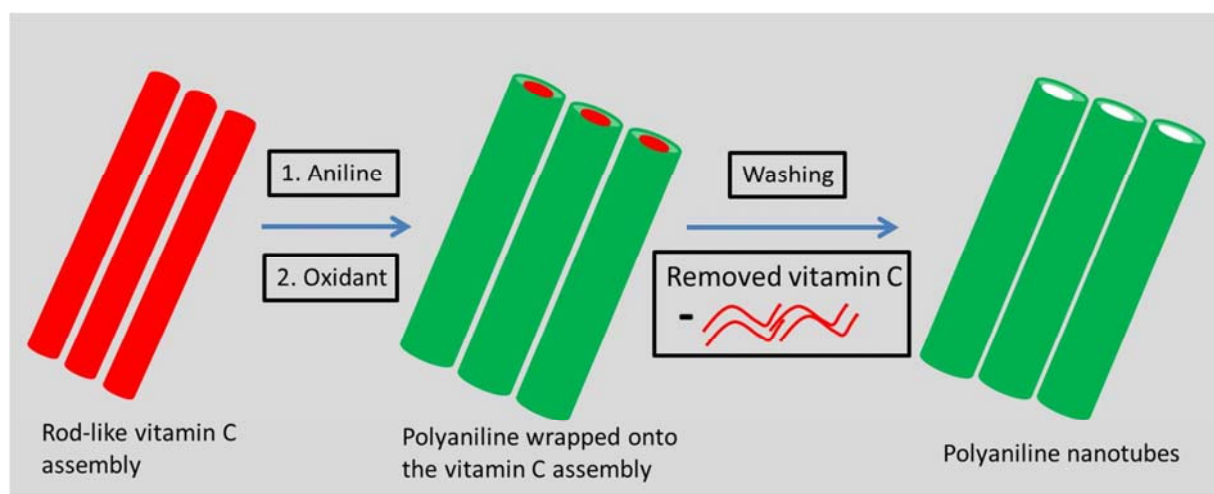 1. Aniline
2. Oxidant
Washing
Removed vitamin C
-
Rod-like vitamin C
assembly
Polyaniline wrapped onto
the vitamin C assembly
Polyaniline nanotubes